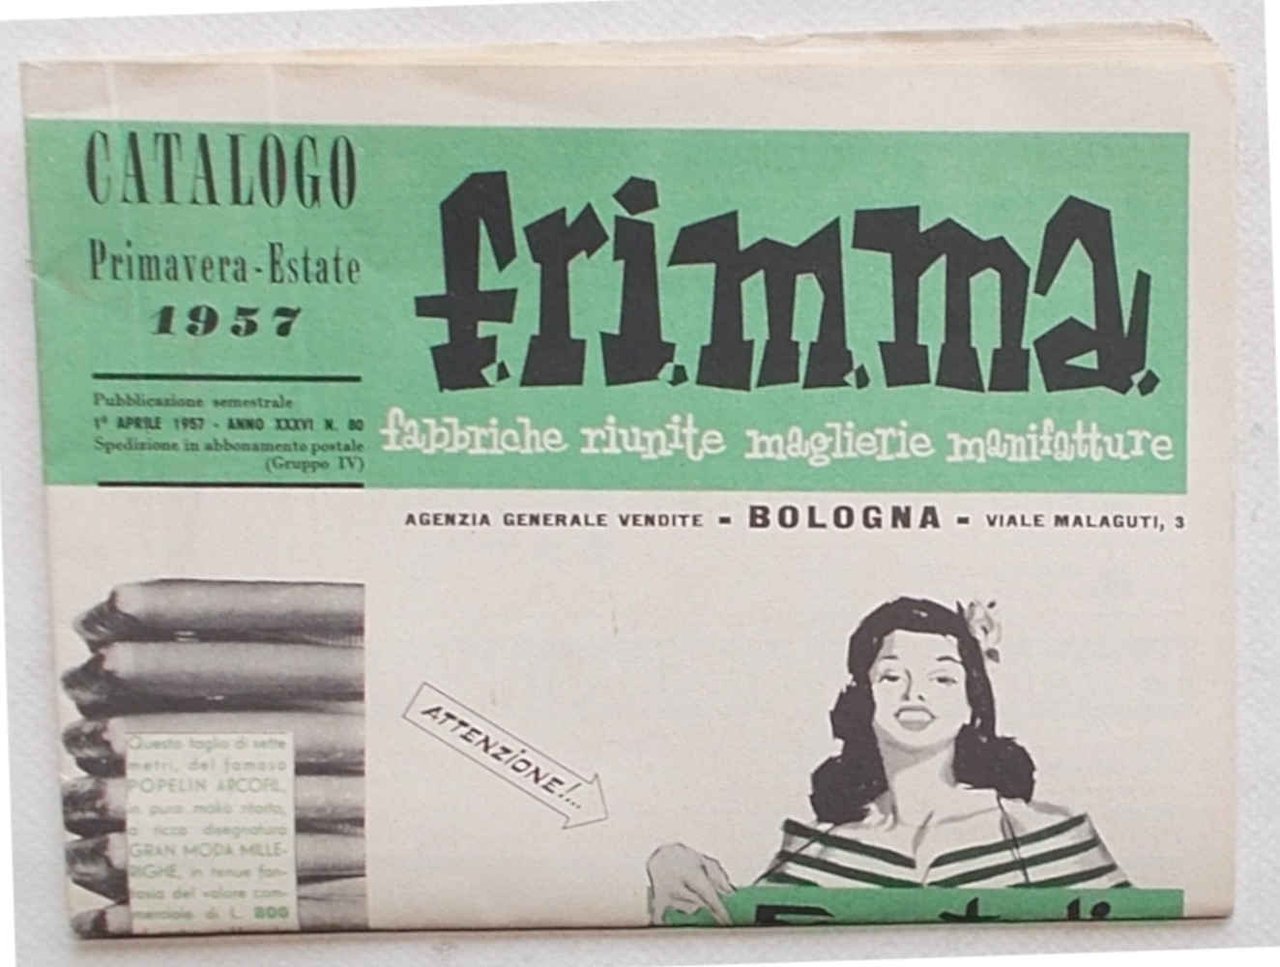 CATALOGO
Primavera-Estate
1957
Pubblicazione semestrale
1° APRILE 1957 - ANNO XXXVI N. 80
Spedizione in abbonamento postale
(Gruppo IV)
f.r.i.m.ma.
fabbriche riunite maglierie manifatture
AGENZIA GENERALE VENDITE - BOLOGNA - VIALE MALAGUTI, 3
ATTENZIONE!...
Questo taglio di sette
metri, del famoso
POPELIN ARCOFIL,
in puro makò ritorto,
a ricca disegnatura
GRAN MODA MILLE-
RIGHE, in tenue fan-
tasia del valore com-
merciale di L. 800